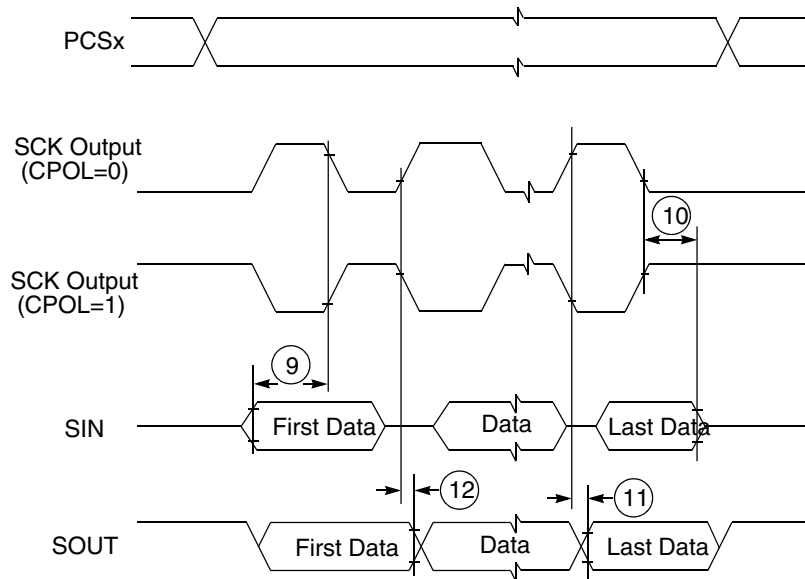 PCSx
SCK Output
(CPOL=0)
10
SCK Output
(CPOL=1)
9
SIN
First Data
Data
Last Data
12
11
SOUT
First Data
Data
Last Data